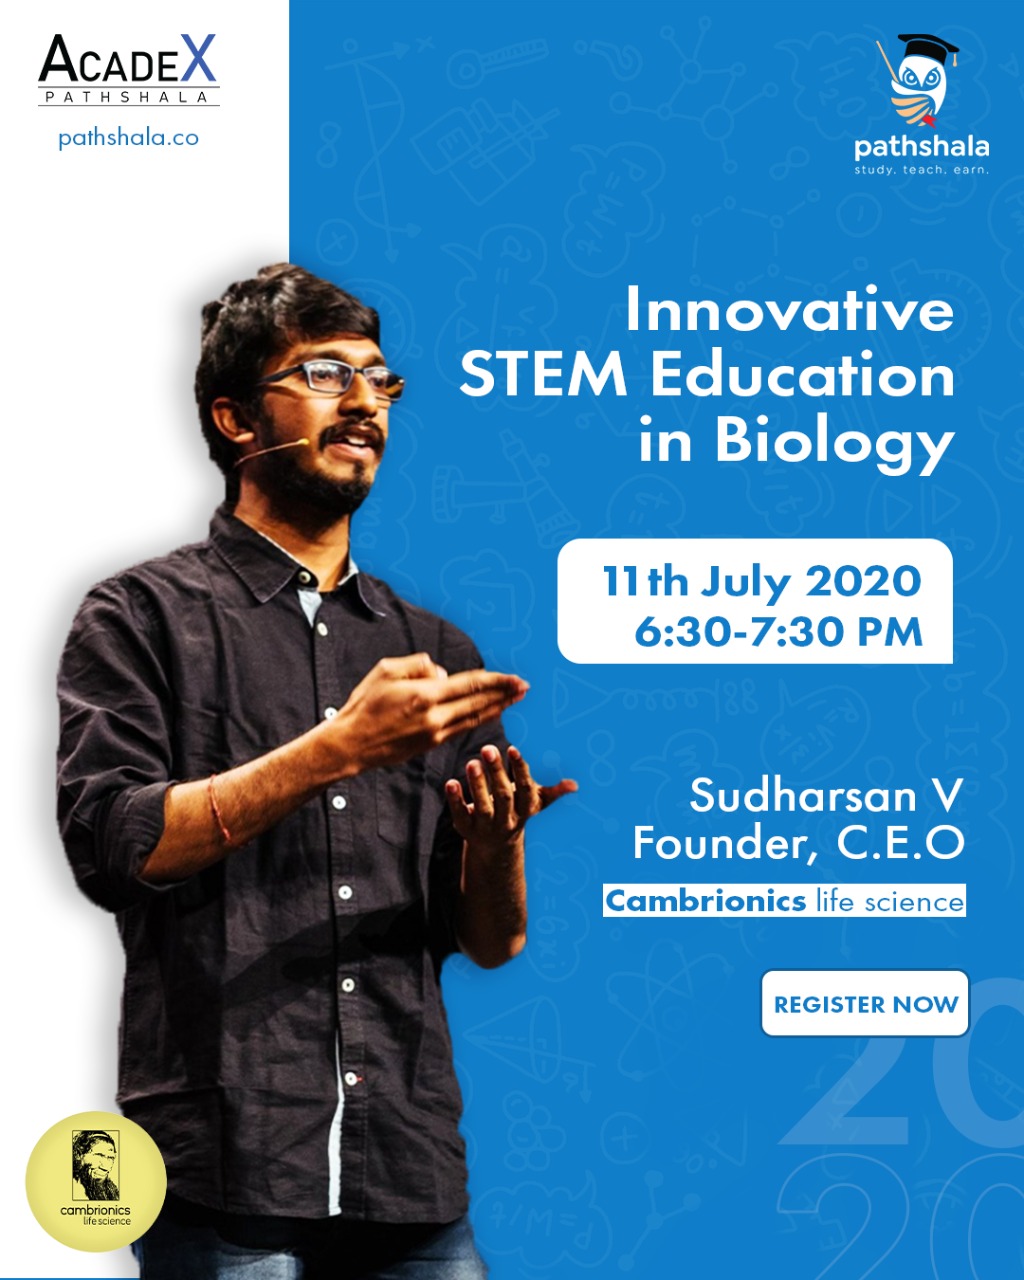 ACADEX
PATHSHALA
pathshala.co
pathshala
study. teach. earn.
Innovative
STEM Education
in Biology
11th July 2020
6:30-7:30 PM
Sudharsan V
Founder, C.E.O
Cambrionics life science
REGISTER NOW
20
20
cambrionics
life science